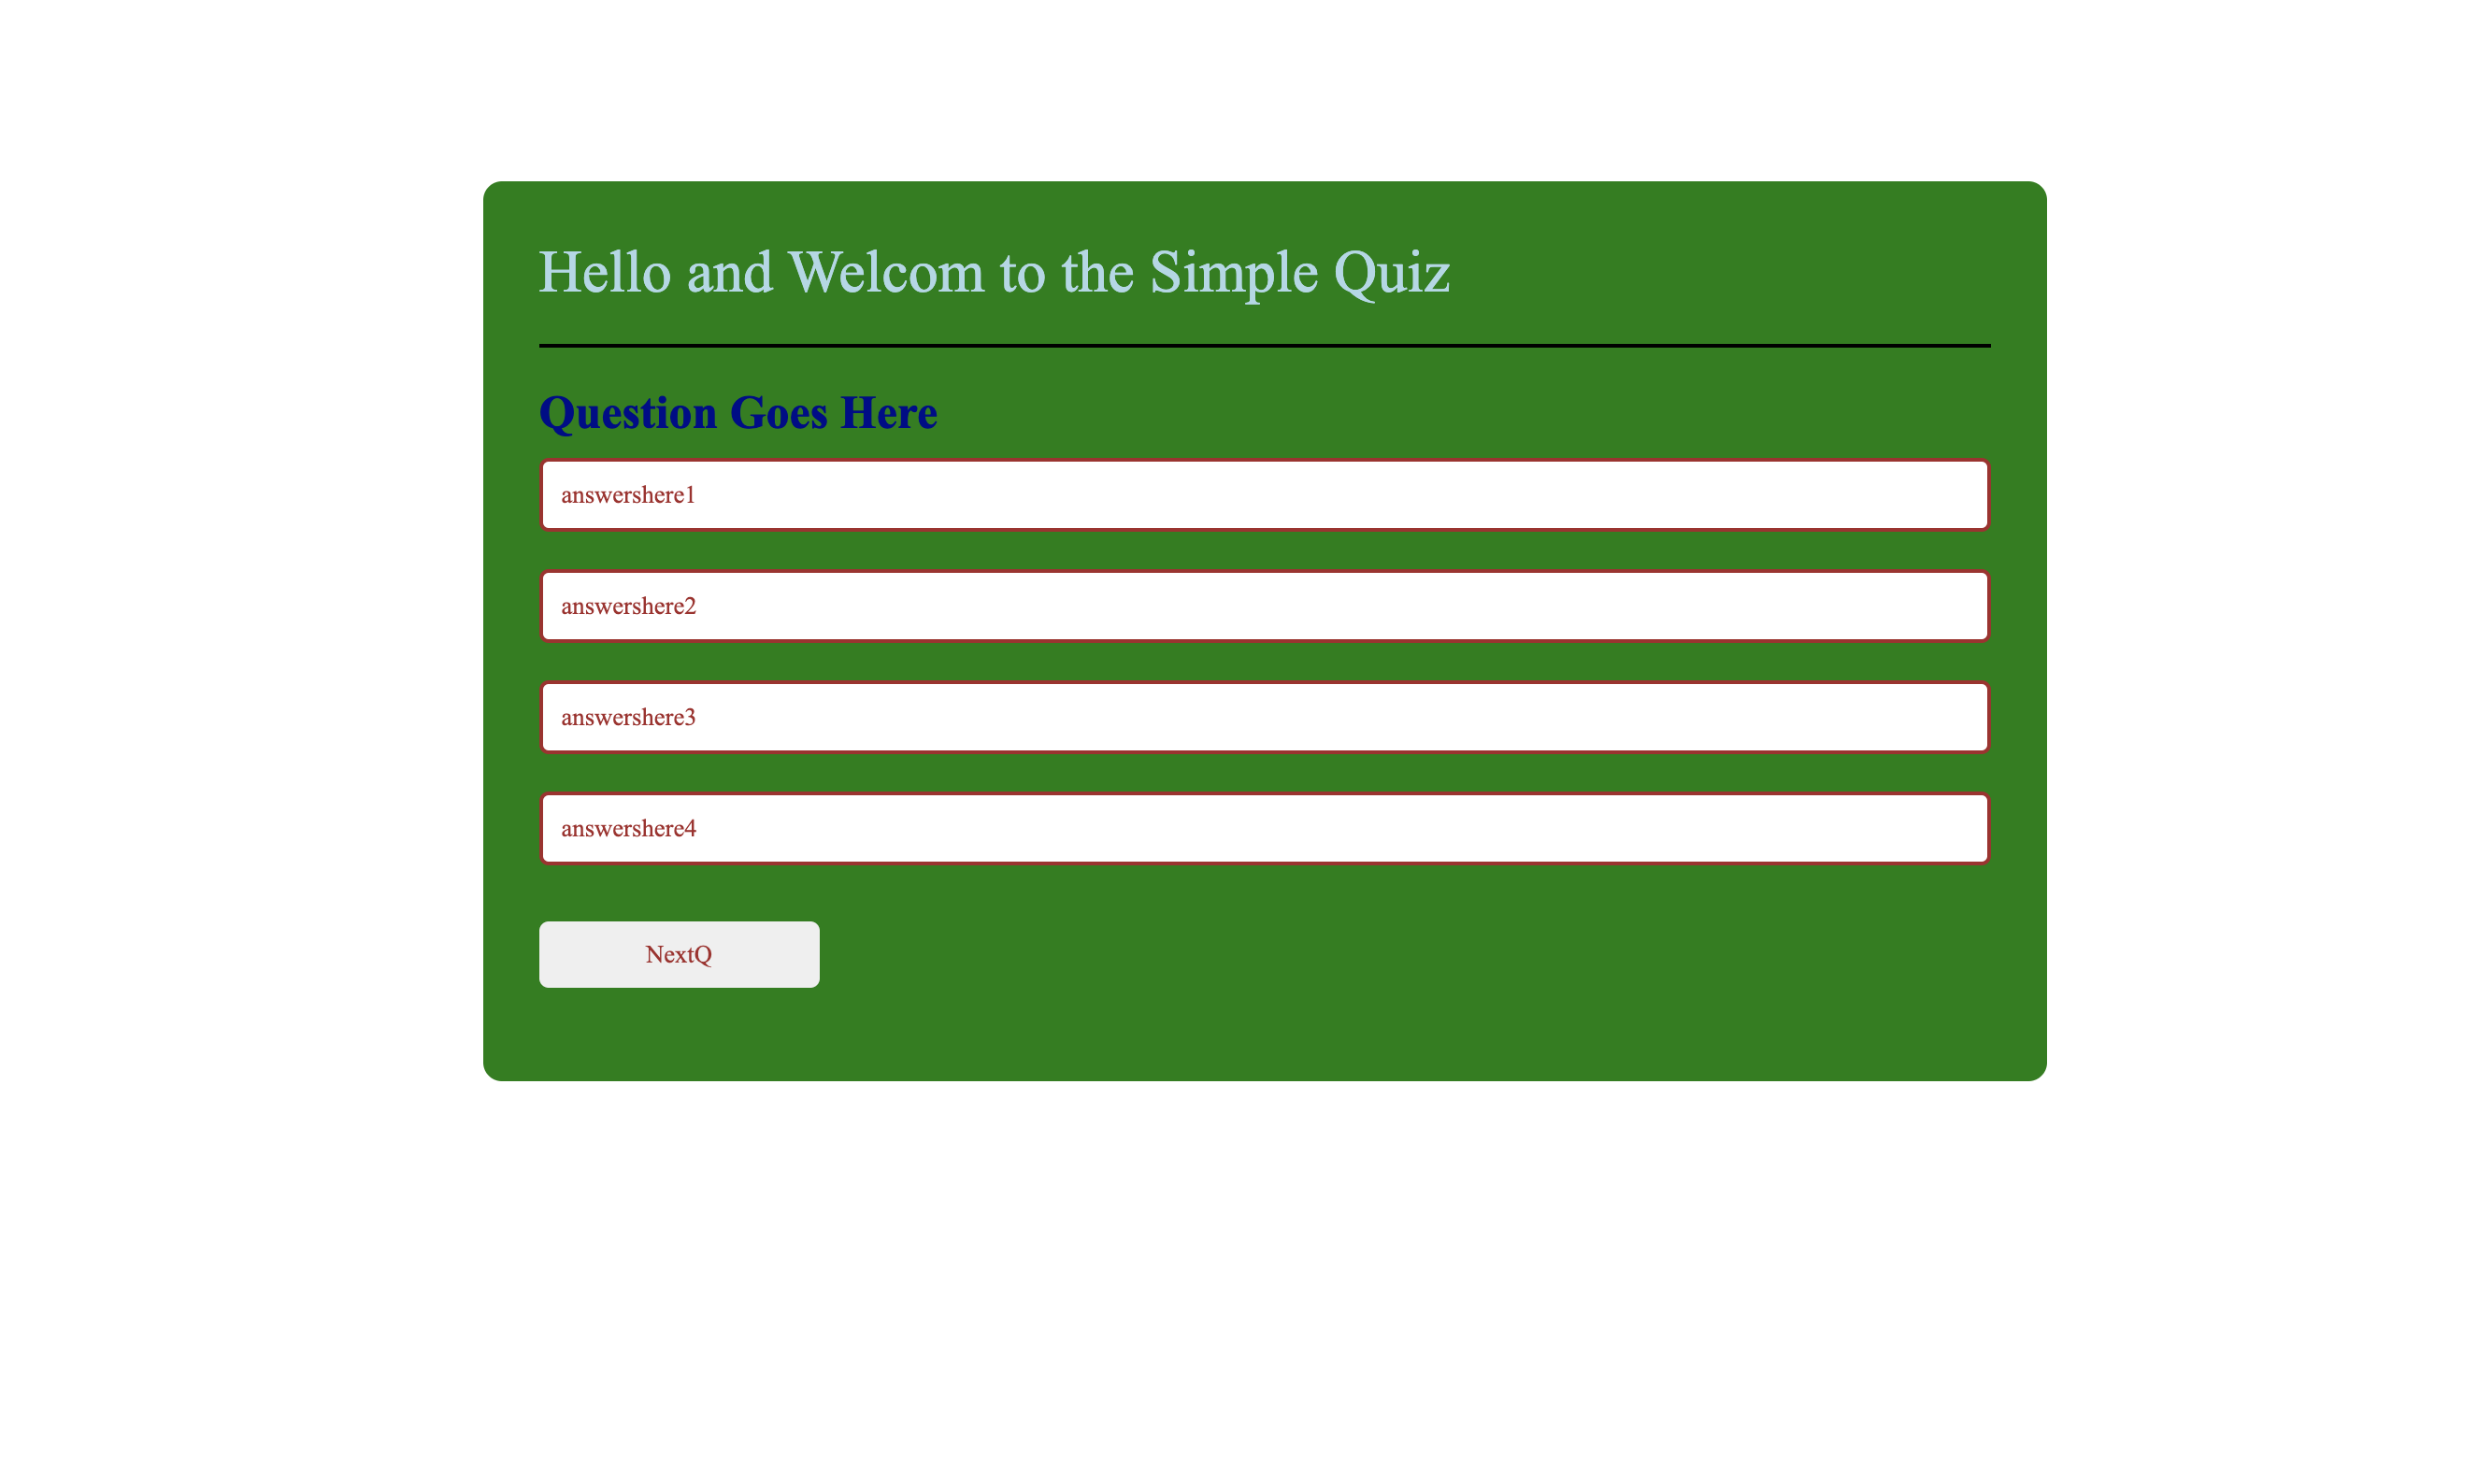 Hello and Welcom to the Simple Quiz
Question Goes Here
answershere1
answershere2
answershere3
answershere4
NextQ